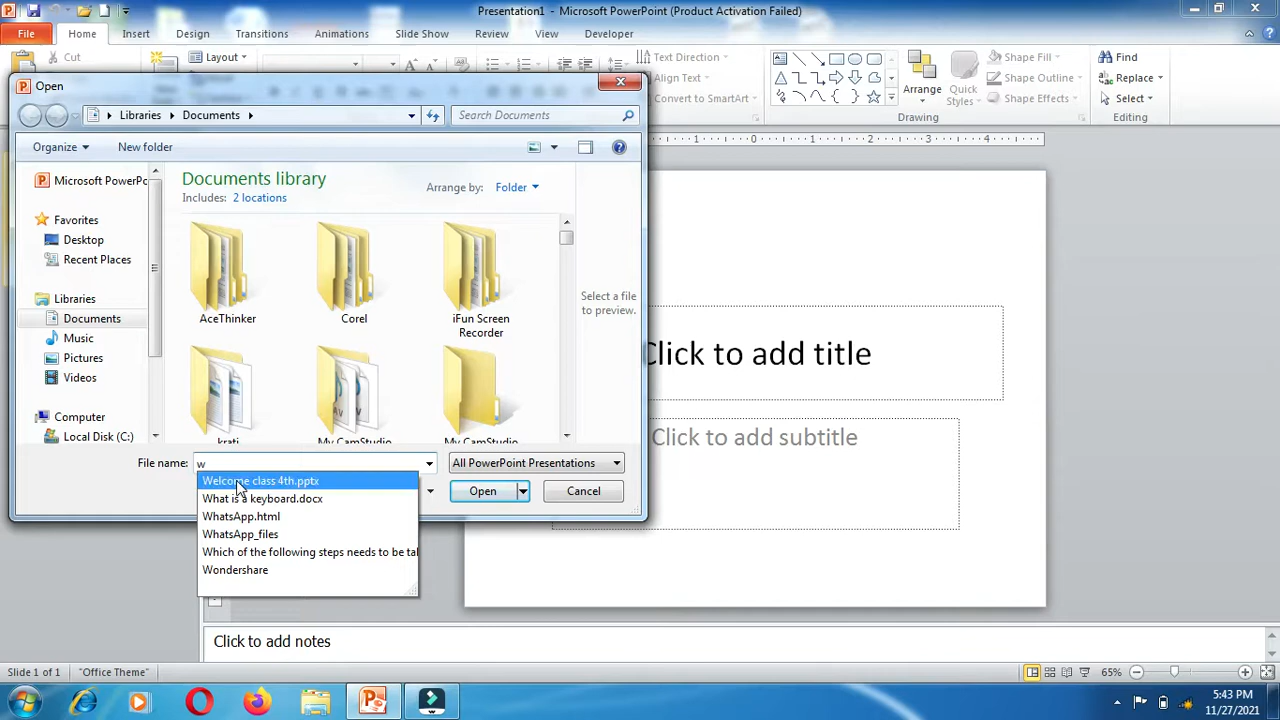 Presentation1 - Microsoft PowerPoint (Product Activation Failed)
File Home Insert Design Transitions Animations Slide Show Review View Developer
Cut Layout Text Direction Shape Fill Find
Align Text Arrange Quick Styles Shape Outline Replace
Convert to SmartArt Shape Effects Select
Drawing Editing
Open
Libraries Documents Search Documents
Organize New folder
Microsoft PowerPo
Favorites
Desktop
Recent Places
Libraries
Documents
Music
Pictures
Videos
Computer
Local Disk (C:)
Documents library
Includes: 2 locations
Arrange by: Folder
AceThinker
Corel
iFun Screen
Recorder
krati
My CamStudio
My CamStudio
Select a file
to preview.
File name: w
All PowerPoint Presentations
Open
Cancel
Welcome class 4th.pptx
What is a keyboard.docx
WhatsApp.html
WhatsApp_files
Which of the following steps needs to be tal
Wondershare
1 0 1 2 3 4
Click to add title
Click to add subtitle
Click to add notes
Slide 1 of 1 "Office Theme" 65%
5:43 PM
11/27/2021